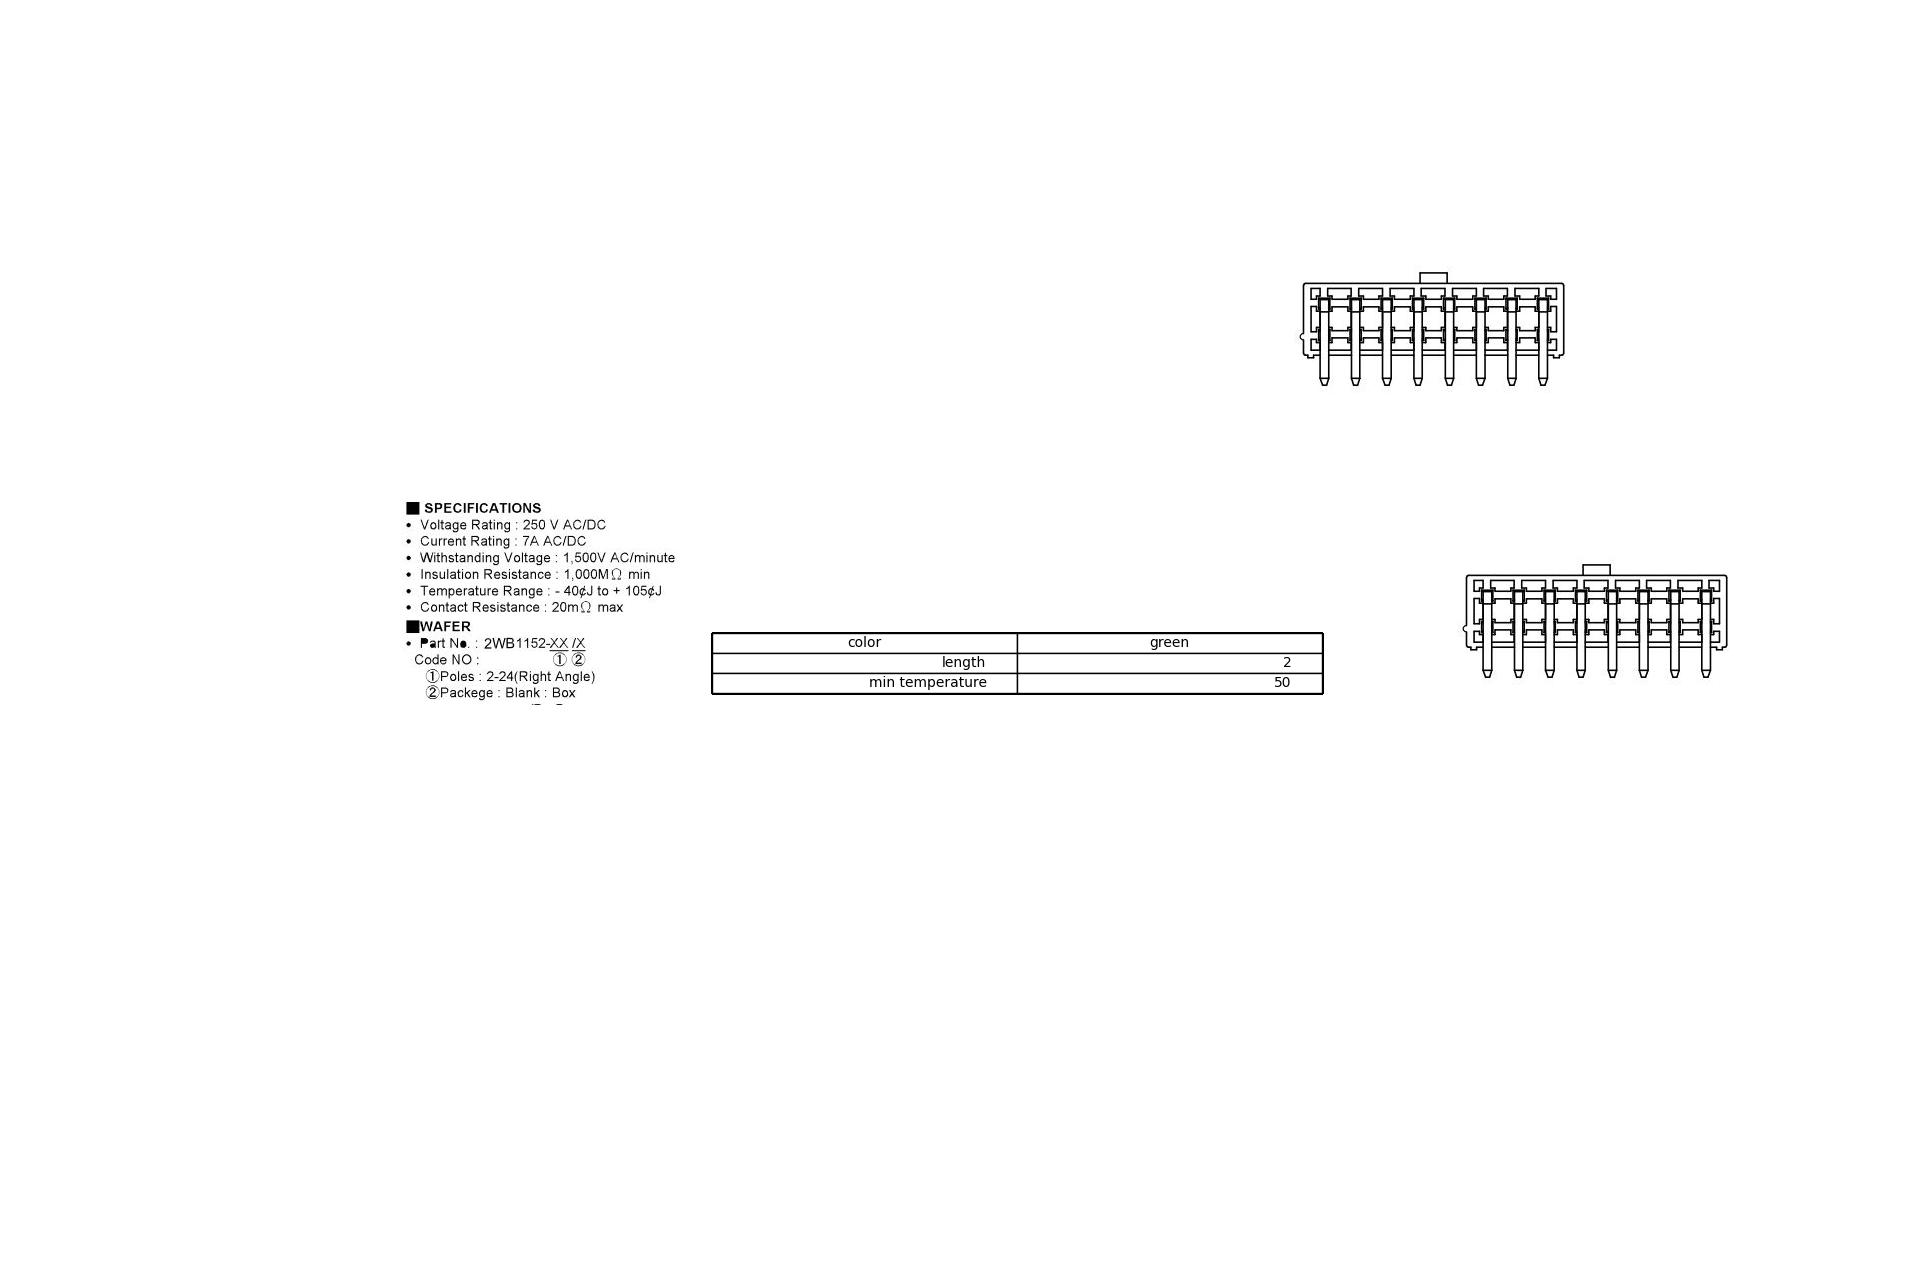 ■ SPECIFICATIONS
• Voltage Rating : 250 V AC/DC
• Current Rating : 7A AC/DC
• Withstanding Voltage : 1,500V AC/minute
• Insulation Resistance : 1,000MΩ min
• Temperature Range : - 40¢J to + 105¢J
• Contact Resistance : 20mΩ max
■WAFER
• Part No. : 2WB1152-XX /X
Code NO : ① ②
①Poles : 2-24(Right Angle)
②Packege : Blank : Box
color green
length 2
min temperature 50